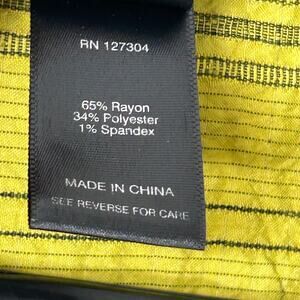 RN 127304
65% Rayon
34% Polyester
1% Spandex
MADE IN CHINA
SEE REVERSE FOR CARE